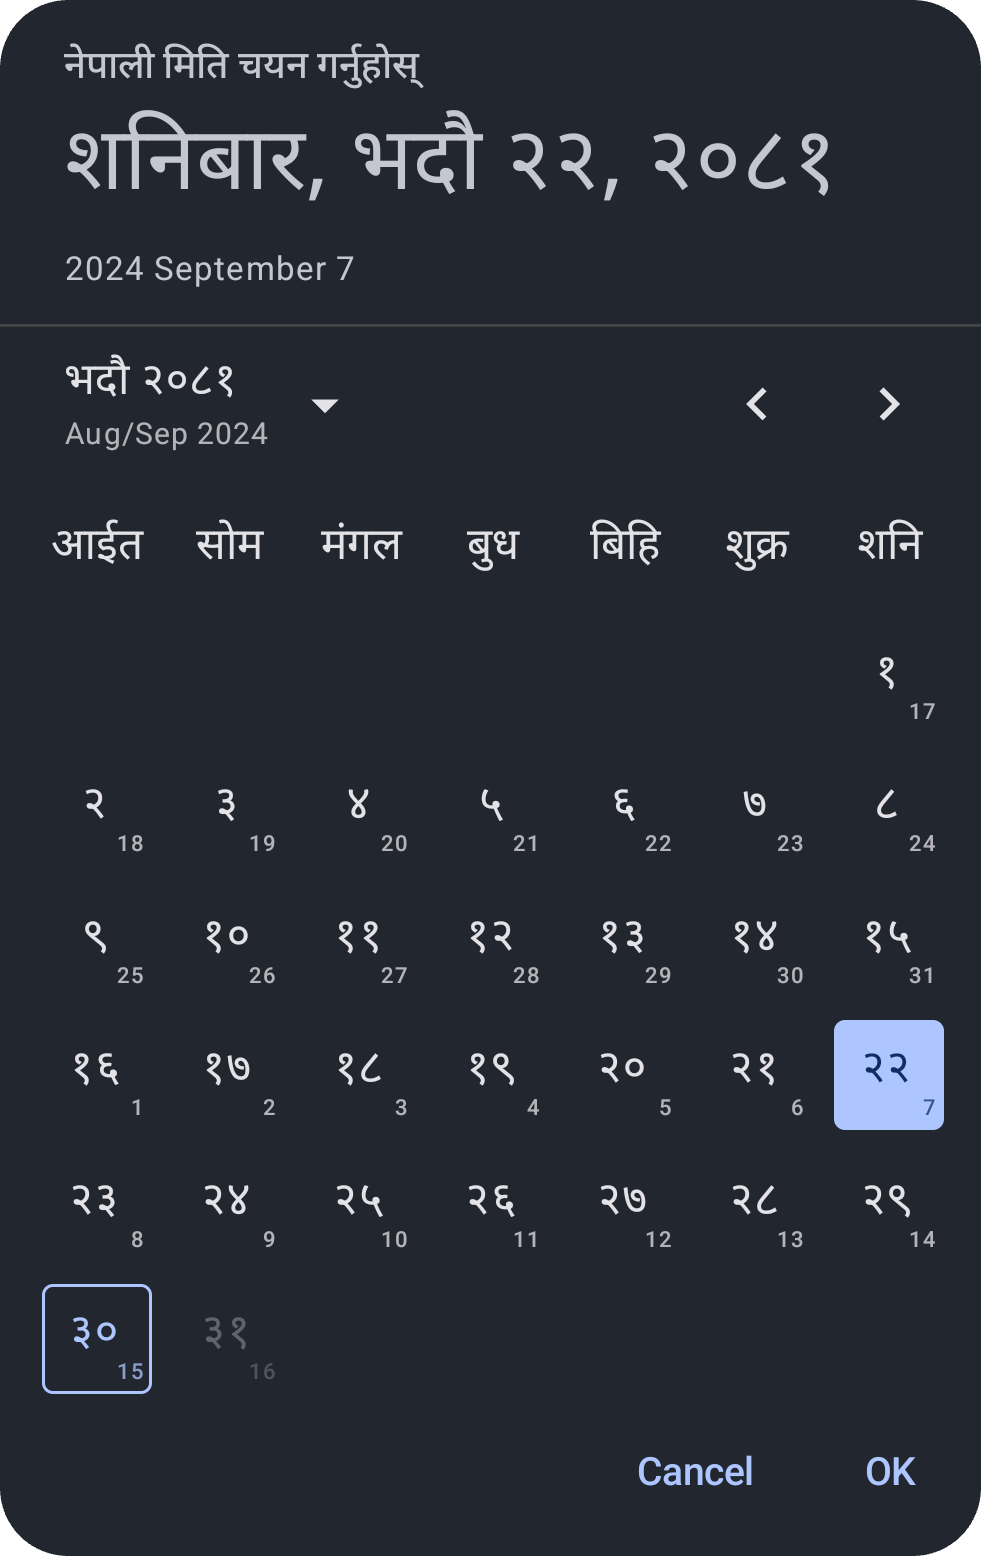 नेपाली मिति चयन गर्नुहोस्
शनिबार, भदौ २२, २०८१
2024 September 7
भदौ २०८१
Aug/Sep 2024
आईत सोम मंगल बुध बिहि शुक्र शनि
१
17
२ ३ ४ ५ ६ ७ ८
18 19 20 21 22 23 24
९ १० ११ १२ १३ १४ १५
25 26 27 28 29 30 31
१६ १७ १८ १९ २० २१ २२
1 2 3 4 5 6 7
२३ २४ २५ २६ २७ २८ २९
8 9 10 11 12 13 14
३० ३१
15 16
Cancel OK